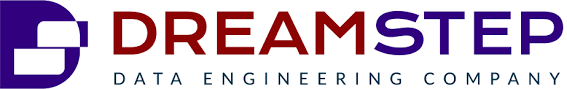 DREAMSTEP
DATA ENGINEERING COMPANY